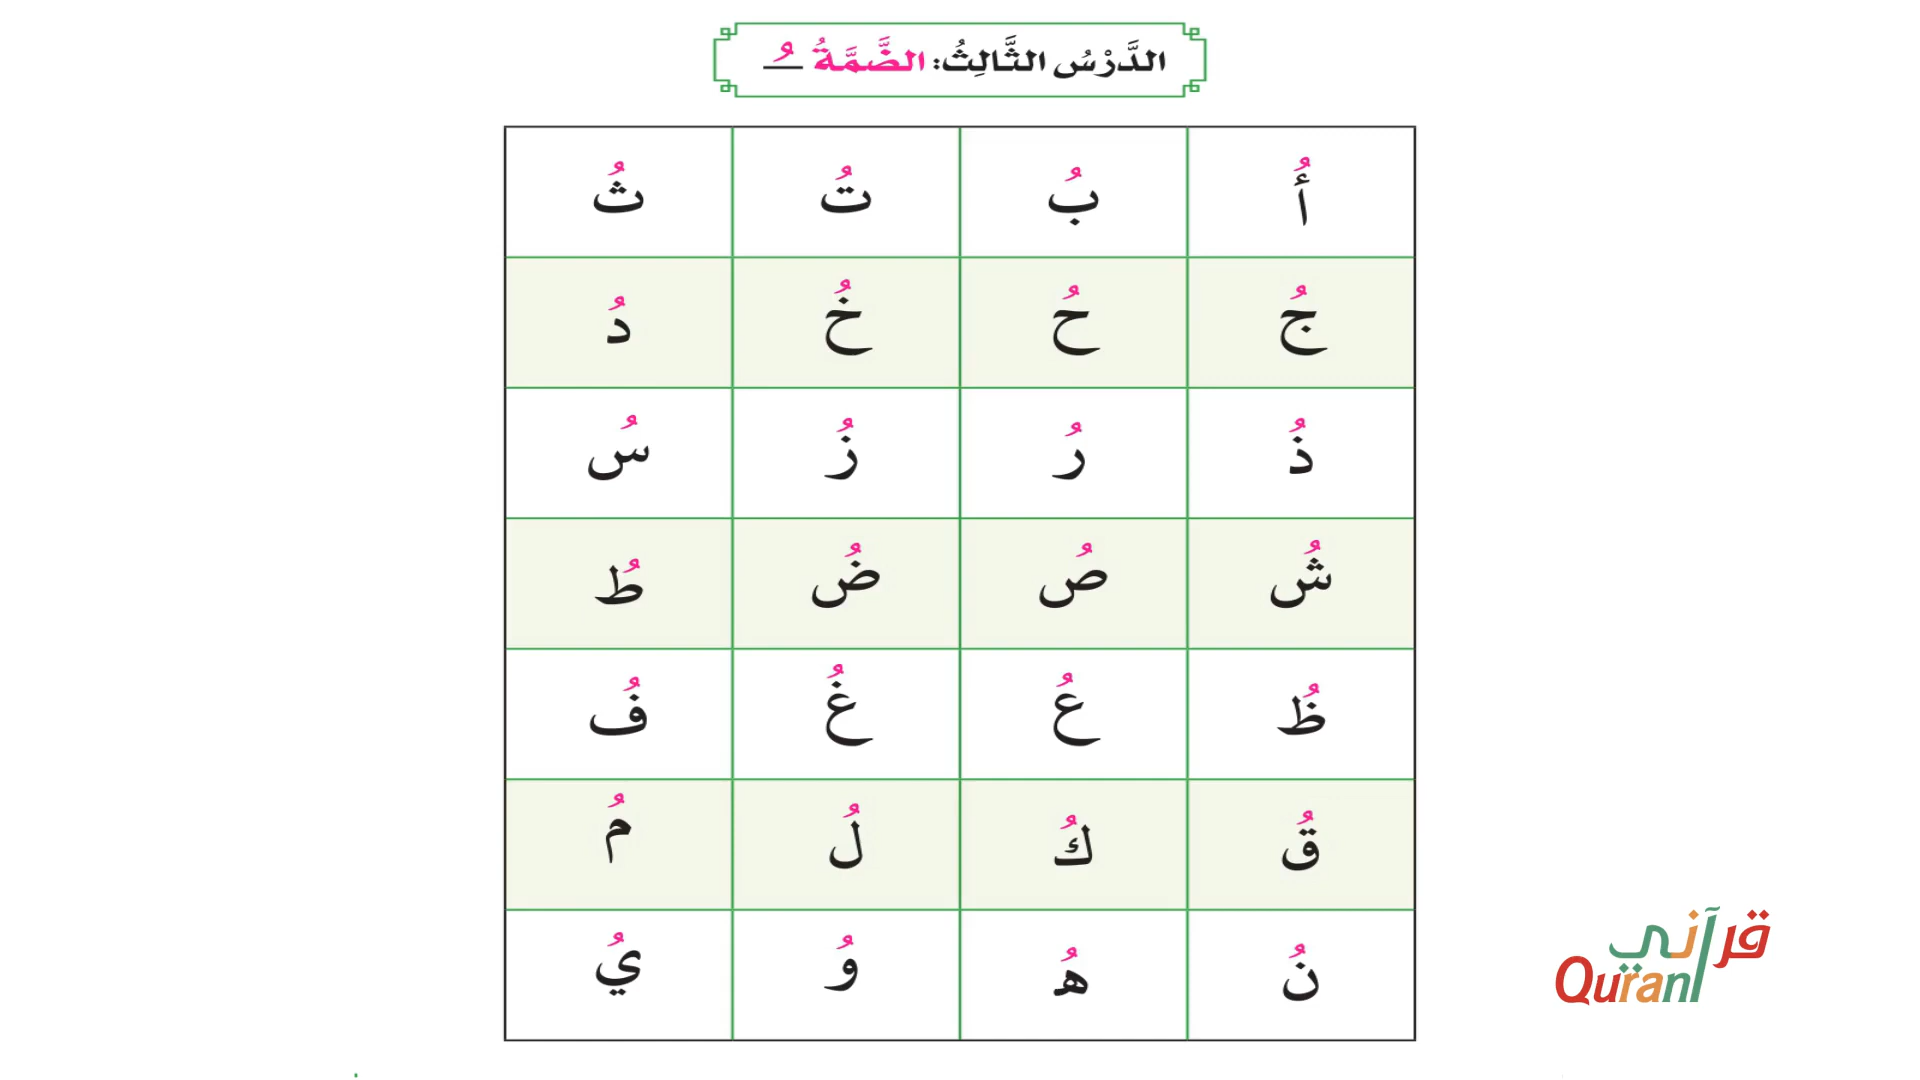 الدَّرْسُ الثَّالِثُ: الضَّمَّةُ ـُ
أُ بُ تُ ثُ
جُ حُ خُ دُ
ذُ رُ زُ سُ
شُ صُ ضُ طُ
ظُ عُ غُ فُ
قُ كُ لُ مُ
نُ هُ وُ يُ
قرآني
Qurani